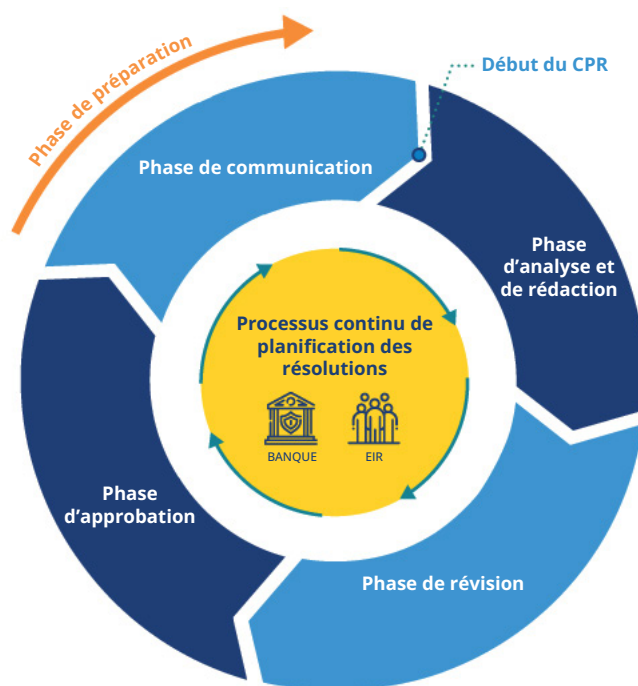 Phase de préparation
Début du CPR
Phase de communication
Phase
d'analyse et
de rédaction
Processus continu de
planification des
résolutions
BANQUE
EIR
Phase
d'approbation
Phase de révision